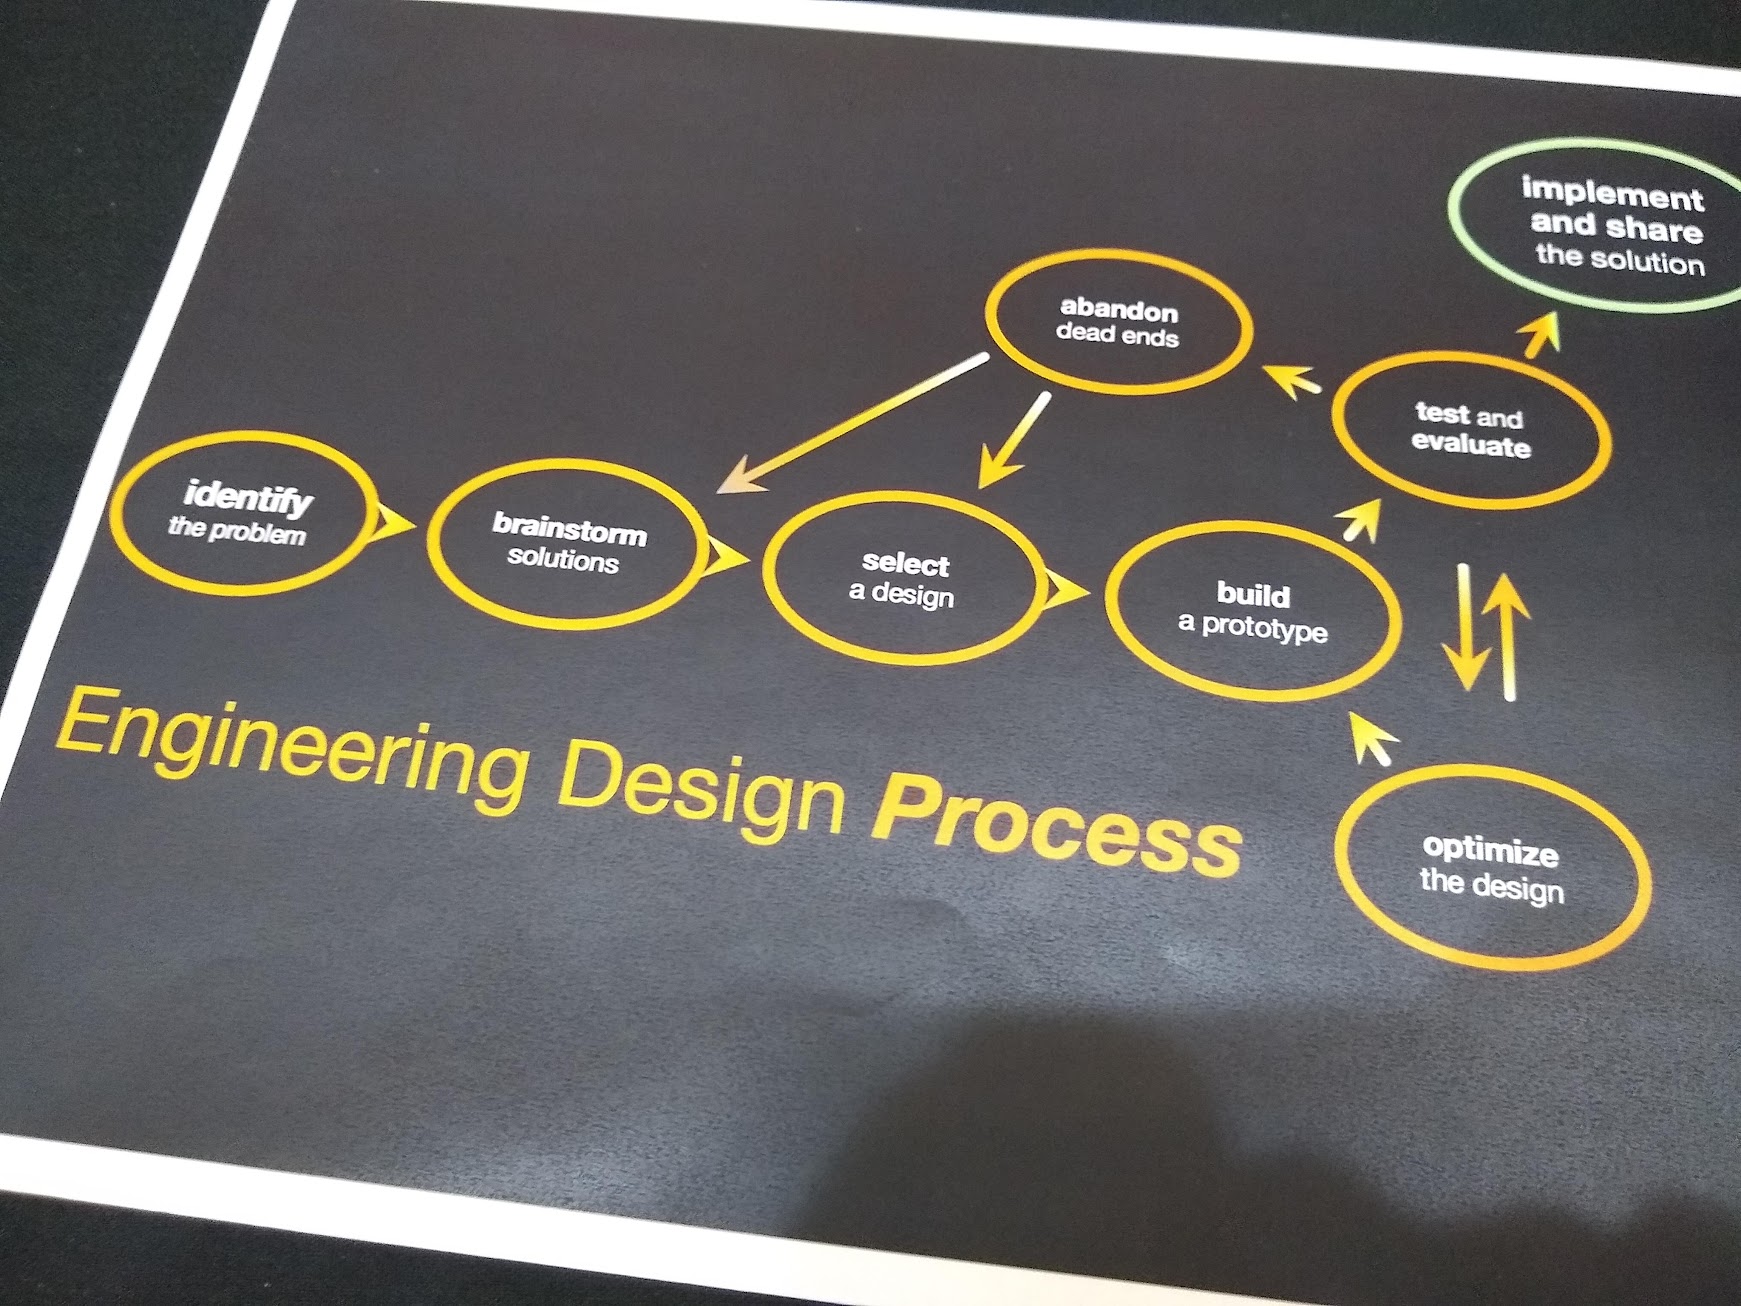 implement
and share
the solution
abandon
dead ends
test and
evaluate
identify
the problem
brainstorm
solutions
select
a design
build
a prototype
optimize
the design
Engineering Design Process